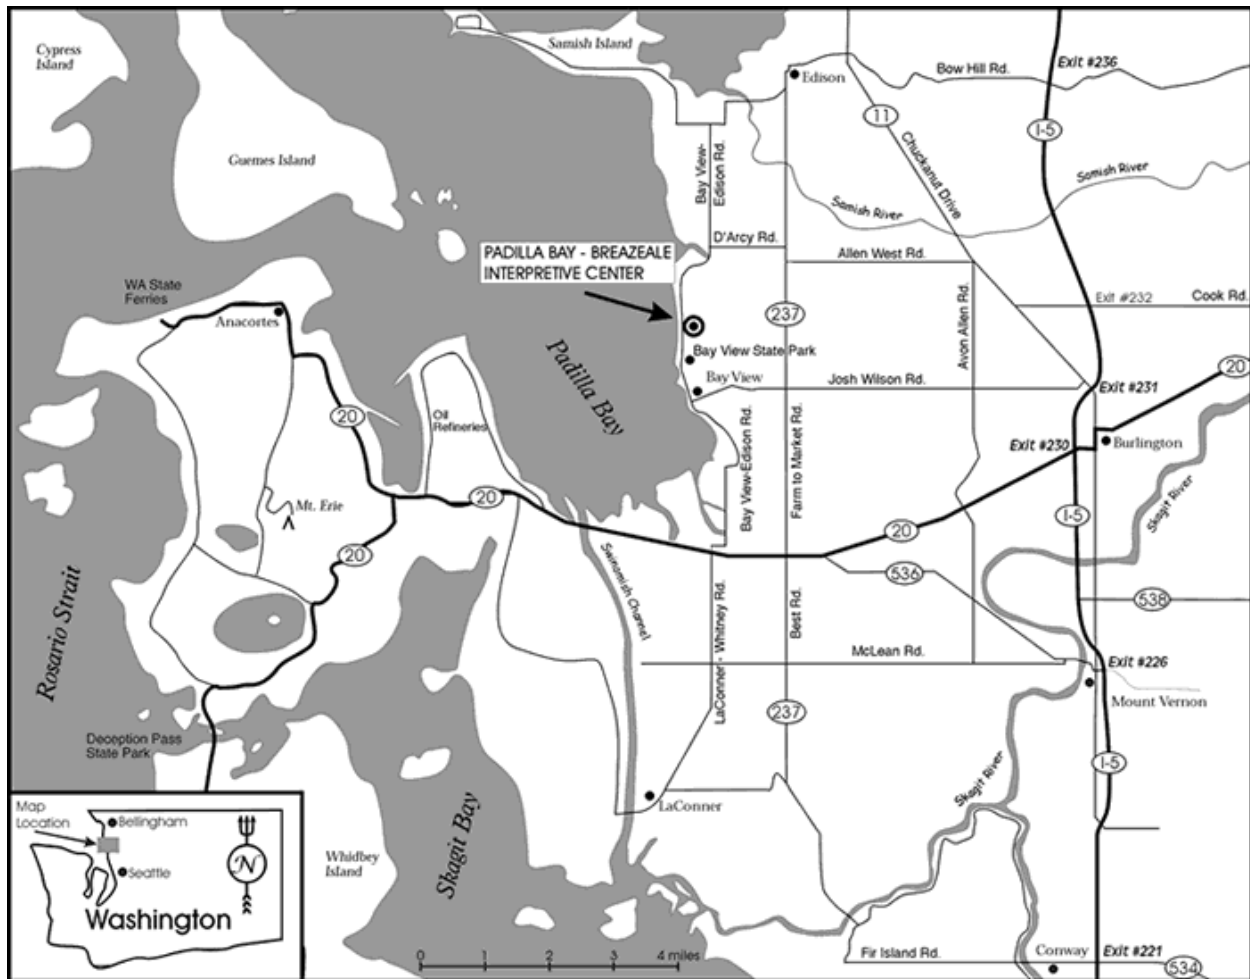 Cypress
Island
Samish Island
Edison
Bow Hill Rd.
Exit #236
11
I-5
Guemes Island
Bay View-
Edison Rd.
Chuckanut Drive
Samish River
Samish River
D'Arcy Rd.
Allen West Rd.
PADILLA BAY - BREAZEALE
INTERPRETIVE CENTER
WA State
Ferries
Anacortes
237
Avon Allen Rd.
Exit #232
Cook Rd.
Padilla Bay
Bay View State Park
Bay View
Josh Wilson Rd.
Exit #231
20
20
Oil
Refineries
Bay View-Edison Rd.
Farm to Market Rd.
Exit #230
Burlington
Mt. Erie
20
20
20
I-5
Skagit River
Swinomish Channel
536
538
Rosario Strait
LaConner - Whitney Rd.
Best Rd.
McLean Rd.
Exit #226
Mount Vernon
237
Deception Pass
State Park
I-5
Skagit River
LaConner
Skagit Bay
Whidbey
Island
Map
Location
Bellingham
N
Seattle
Washington
0 1 2 3 4 miles
Fir Island Rd.
Conway
Exit #221
534